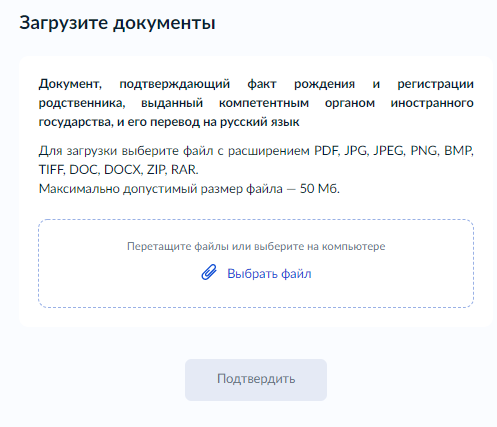 Загрузите документы
Документ, подтверждающий факт рождения и регистрации
родственника, выданный компетентным органом иностранного
государства, и его перевод на русский язык
Для загрузки выберите файл с расширением PDF, JPG, JPEG, PNG, BMP,
TIFF, DOC, DOCX, ZIP, RAR.
Максимально допустимый размер файла — 50 Мб.
Перетащите файлы или выберите на компьютере
Выбрать файл
Подтвердить